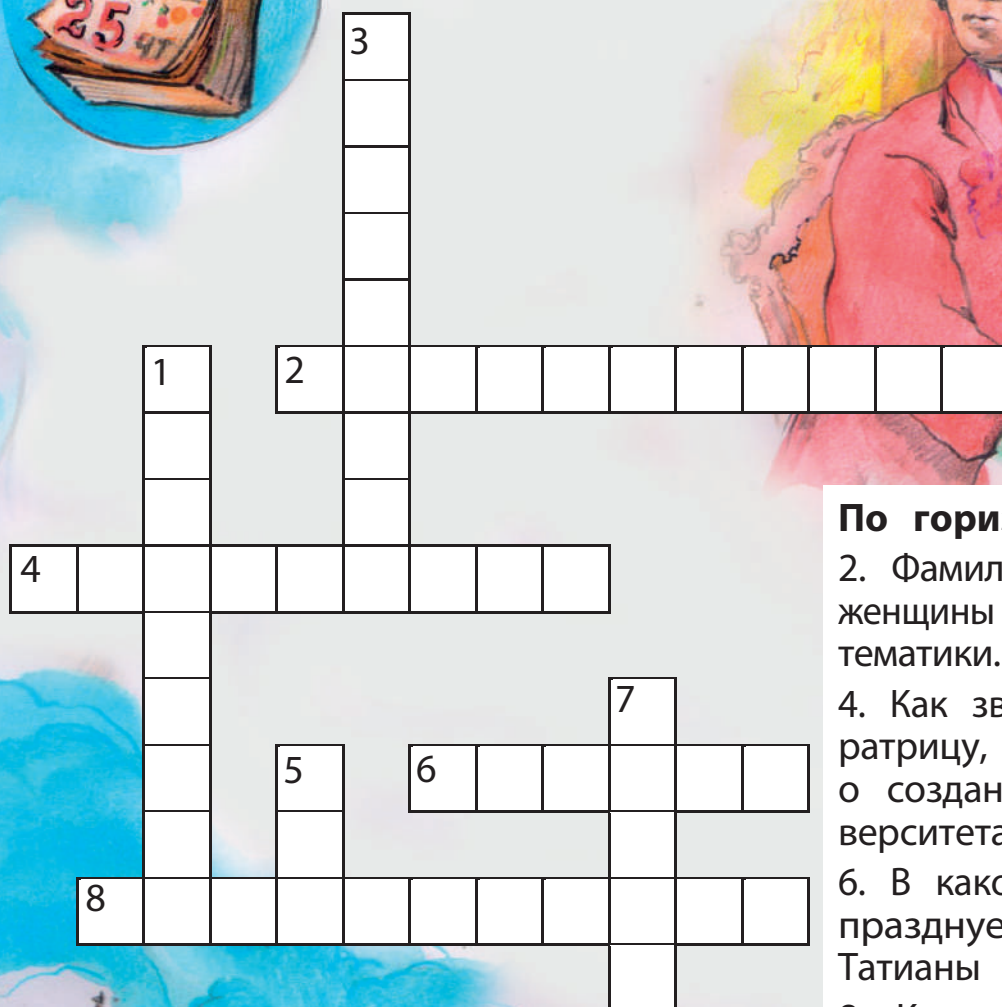 25
3
1
2
4
7
5
6
8
По гори
2. Фамил
женщины
тематики.
4. Как зв
ратрицу,
о создан
верситета
6. В како
празднуе
Татианы